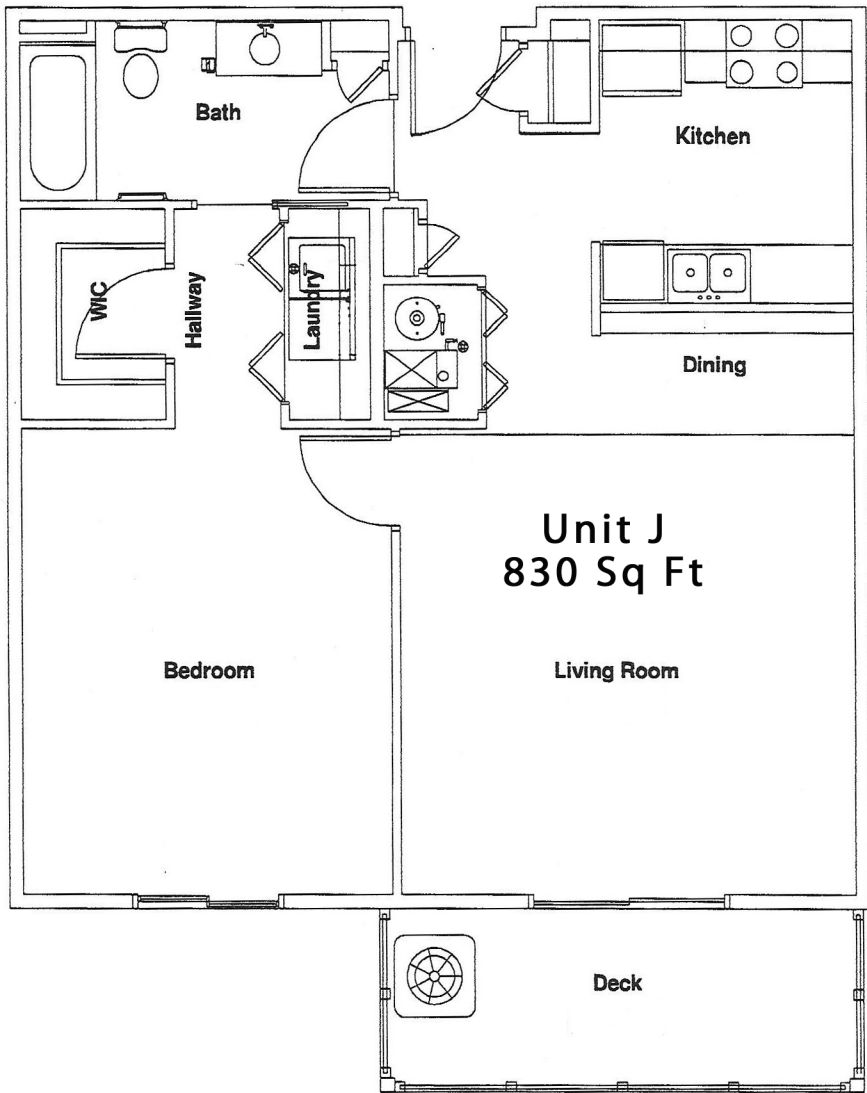 Bath
Kitchen
WIC
Hallway
Laundry
Dining
Unit J
830 Sq Ft
Bedroom
Living Room
Deck